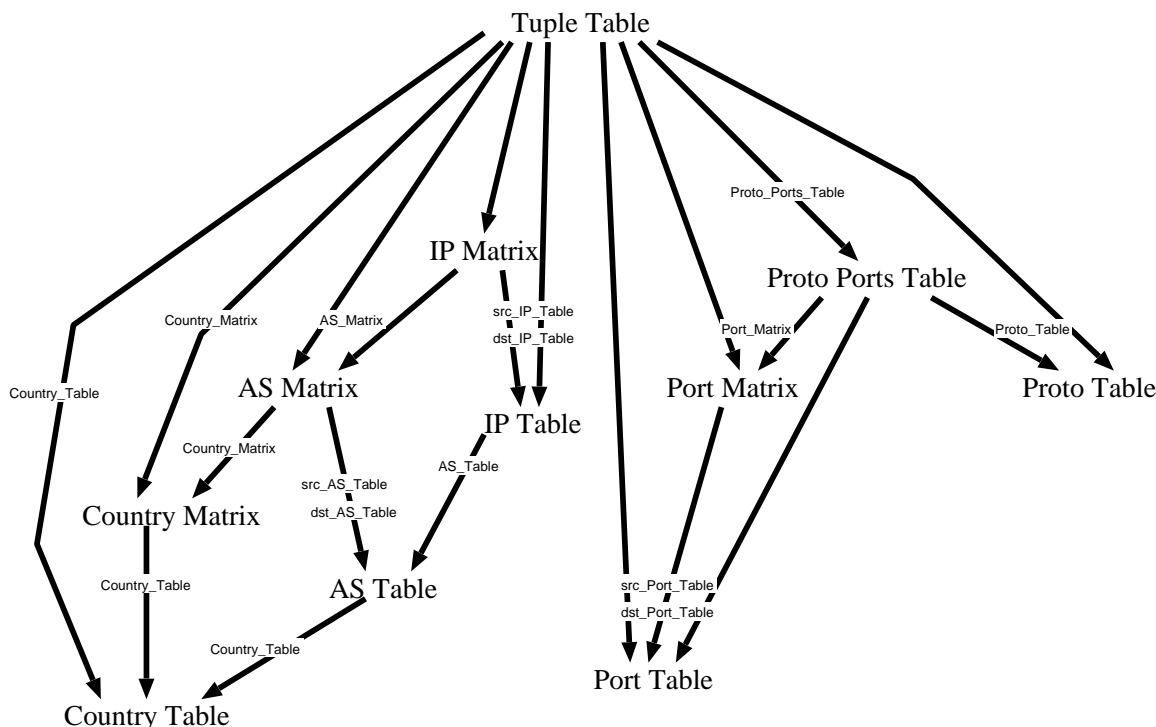 Tuple Table
Proto_Ports_Table
IP Matrix
Proto Ports Table
src_IP_Table
dst_IP_Table
Country_Matrix
AS_Matrix
Port_Matrix
Proto_Table
Country_Table
AS Matrix
Port Matrix
Proto Table
IP Table
Country_Matrix
AS_Table
src_AS_Table
dst_AS_Table
Country Matrix
Country_Table
AS Table
src_Port_Table
dst_Port_Table
Country_Table
Port Table
Country Table